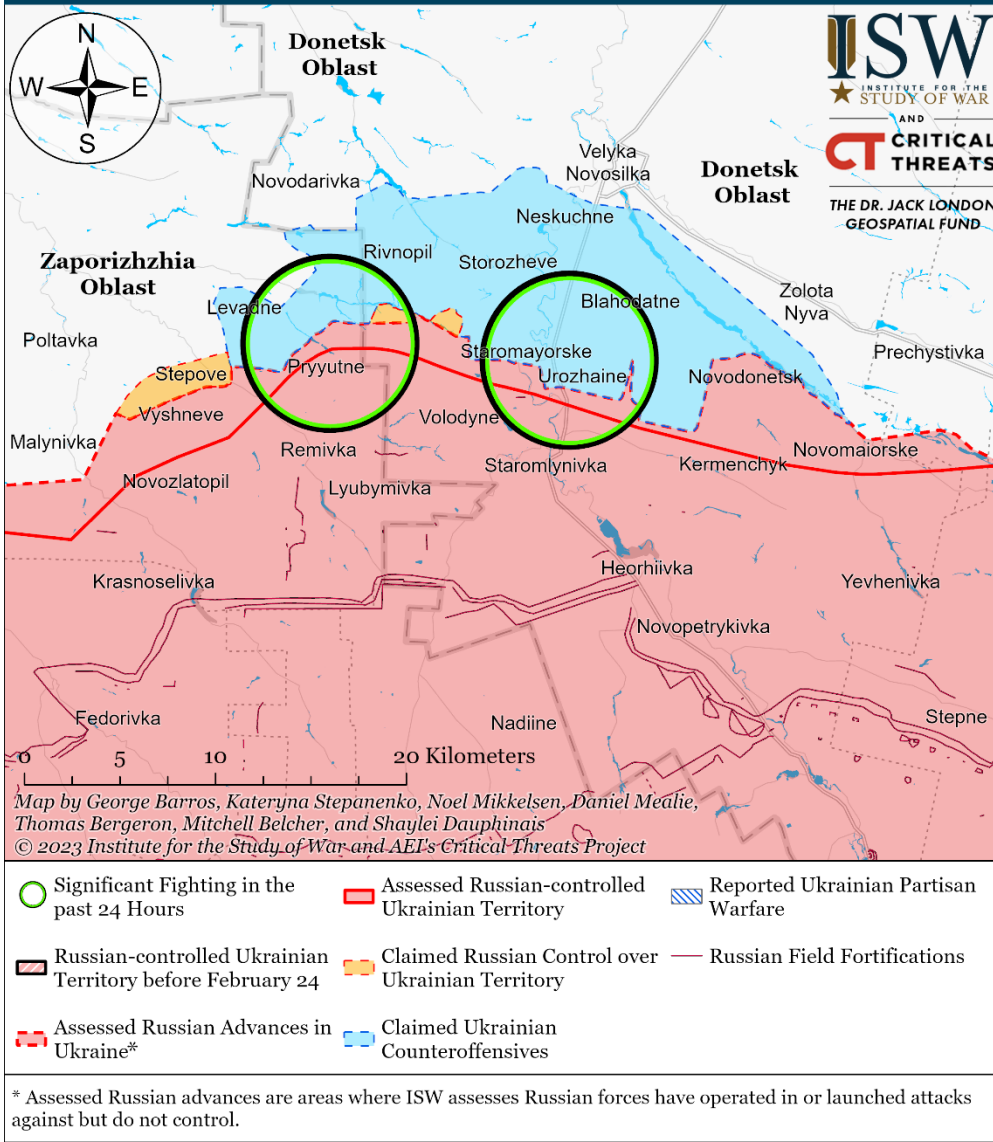 N
W E
S
Donetsk
Oblast
ISW
INSTITUTE FOR THE
STUDY OF WAR
AND
CT CRITICAL
THREATS
THE DR. JACK LONDON
GEOSPATIAL FUND
Velyka
Novosilka
Donetsk
Oblast
Novodarivka
Neskuchne
Rivnopil
Storozheve
Zaporizhzhia
Oblast
Levadne
Blahodatne
Zolota
Nyva
Poltavka
Prechystivka
Staromayorske
Pryyutne
Stepove
Urozhaine
Novodonetsk
Vyshneve
Volodyne
Malynivka
Remivka
Novomaiorske
Staromlynivka
Kermenchyk
Novozlatopil
Lyubymivka
Heorhiivka
Krasnoselivka
Yevhenivka
Novopetrykivka
Fedorivka
Nadiine
Stepne
0 5 10 20 Kilometers
Map by George Barros, Kateryna Stepanenko, Noel Mikkelsen, Daniel Mealie,
Thomas Bergeron, Mitchell Belcher, and Shaylei Dauphinais
© 2023 Institute for the Study of War and AEI's Critical Threats Project
Significant Fighting in the
past 24 Hours
Assessed Russian-controlled
Ukrainian Territory
Reported Ukrainian Partisan
Warfare
Russian-controlled Ukrainian
Territory before February 24
Claimed Russian Control over
Ukrainian Territory
Russian Field Fortifications
Assessed Russian Advances in
Ukraine*
Claimed Ukrainian
Counteroffensives
* Assessed Russian advances are areas where ISW assesses Russian forces have operated in or launched attacks
against but do not control.